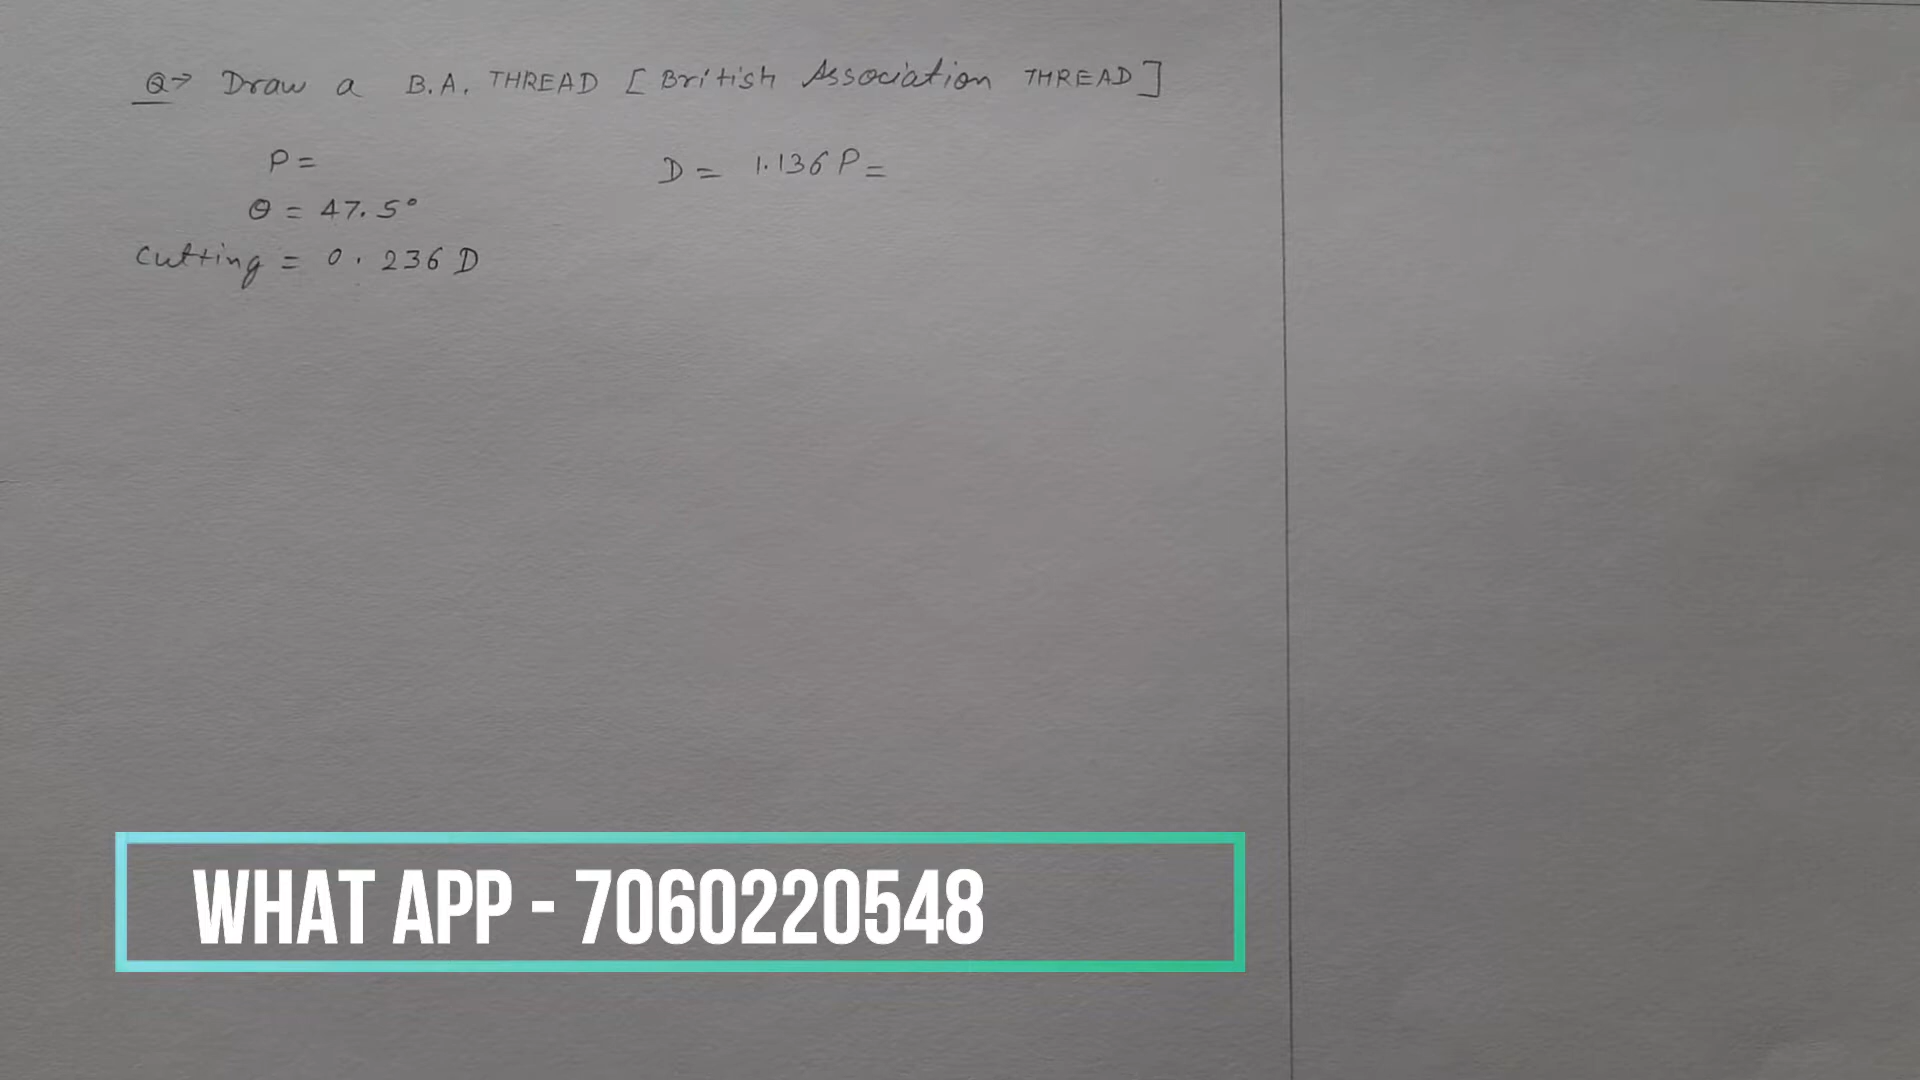 Q→ Draw a B.A. THREAD [British Association THREAD]
P =
D = 1.136 P =
θ = 47.5°
Cutting = 0.236 D
WHAT APP - 7060220548